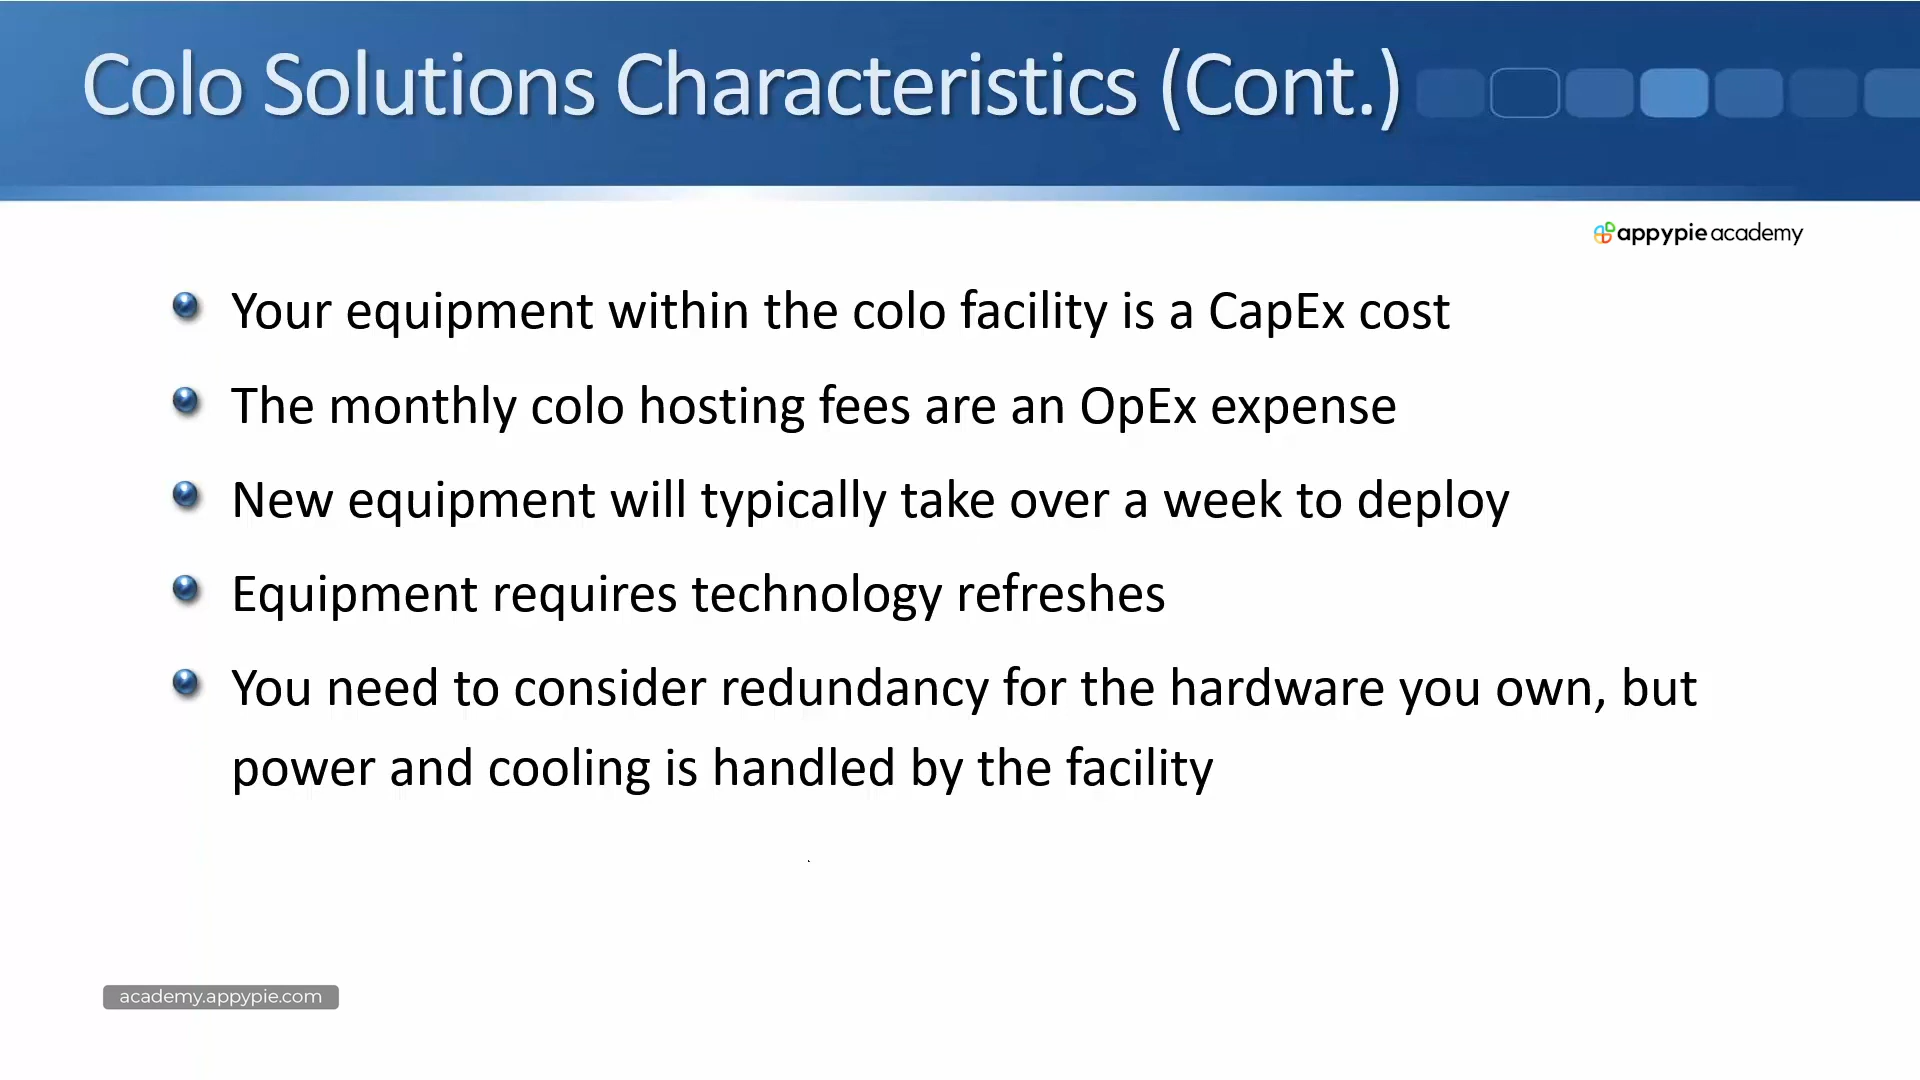 Colo Solutions Characteristics (Cont.)
appypie academy
Your equipment within the colo facility is a CapEx cost
The monthly colo hosting fees are an OpEx expense
New equipment will typically take over a week to deploy
Equipment requires technology refreshes
You need to consider redundancy for the hardware you own, but
power and cooling is handled by the facility
academy.appypie.com